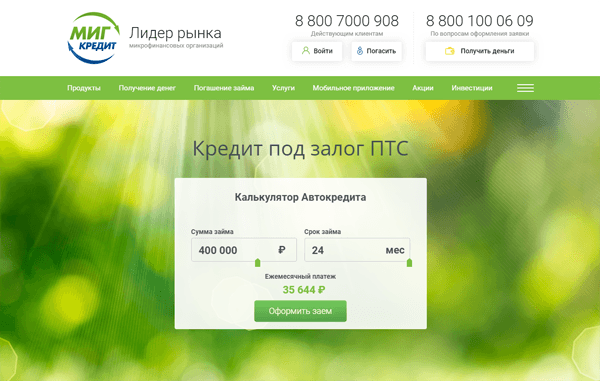 МИГ
КРЕДИТ
Лидер рынка
микрофинансовых организаций
8 800 7000 908
Действующим клиентам
Войти
Погасить
8 800 100 06 09
По вопросам оформления заявки
Получить деньги
Продукты Получение денег Погашение займа Услуги Мобильное приложение Акции Инвестиции
Кредит под залог ПТС
Калькулятор Автокредита
Сумма займа Срок займа
400 000 ₽ 24 мес
Ежемесячный платеж
35 644 ₽
Оформить заем